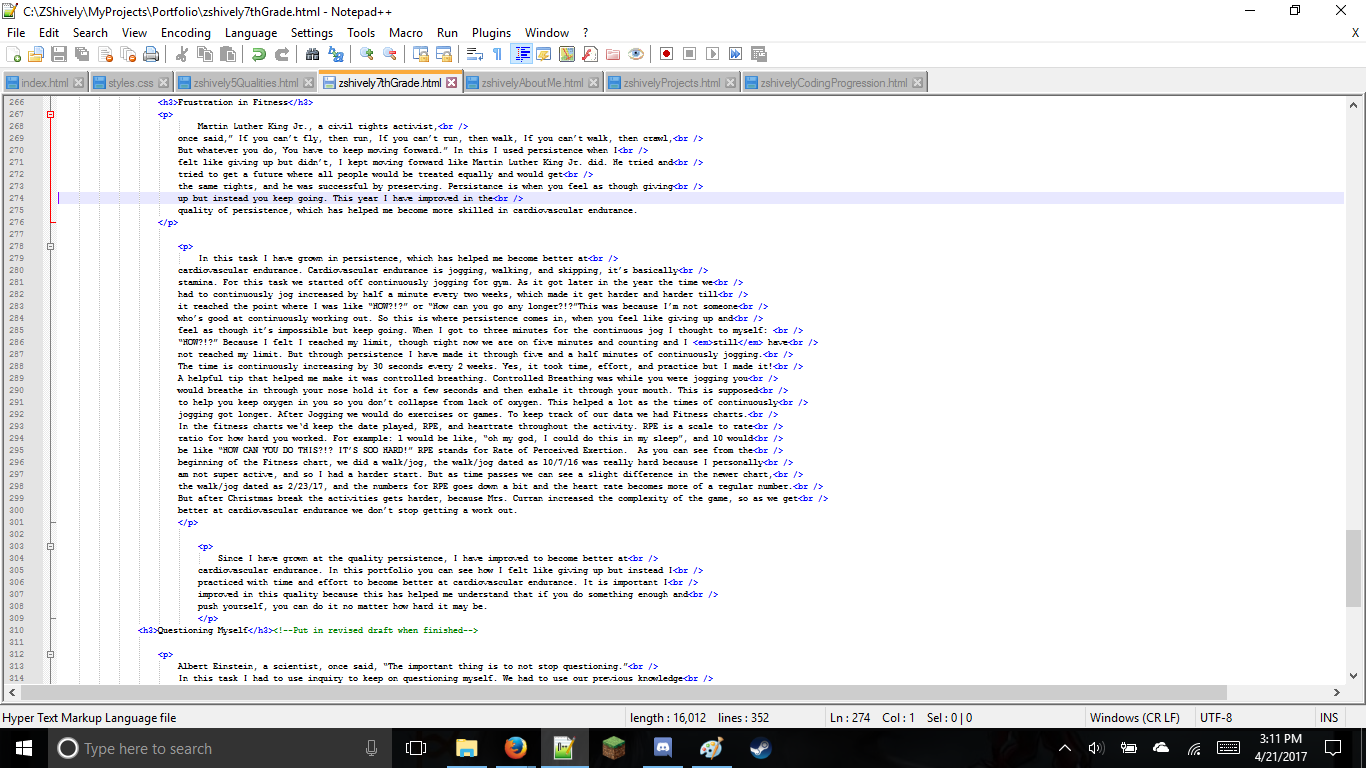 C:\ZShively\MyProjects\Portfolio\zshively7thGrade.html - Notepad++
File Edit Search View Encoding Language Settings Tools Macro Run Plugins Window ? X
index.html styles.css zshively5Qualities.html zshively7thGrade.html zshivelyAboutMe.html zshivelyProjects.html zshivelyCodingProgression.html
266 <h3>Frustration in Fitness</h3>
267 <p>
268 Martin Luther King Jr., a civil rights activist,<br />
269 once said,” If you can’t fly, then run, If you can’t run, then walk, If you can’t walk, then crawl,<br />
270 But whatever you do, You have to keep moving forward.” In this I used persistence when I<br />
271 felt like giving up but didn’t, I kept moving forward like Martin Luther King Jr. did. He tried and<br />
272 tried to get a future where all people would be treated equally and would get<br />
273 the same rights, and he was successful by preserving. Persistance is when you feel as though giving<br />
274 up but instead you keep going. This year I have improved in the<br />
275 quality of persistence, which has helped me become more skilled in cardiovascular endurance.
276 </p>
277
278 <p>
279 In this task I have grown in persistence, which has helped me become better at<br />
280 cardiovascular endurance. Cardiovascular endurance is jogging, walking, and skipping, it’s basically<br />
281 stamina. For this task we started off continuously jogging for gym. As it got later in the year the time we<br />
282 had to continuously jog increased by half a minute every two weeks, which made it get harder and harder till<br />
283 it reached the point where I was like “HOW?!?” or “How can you go any longer?!?”This was because I’m not someone<br />
284 who’s good at continuously working out. So this is where persistence comes in, when you feel like giving up and<br />
285 feel as though it’s impossible but keep going. When I got to three minutes for the continuous jog I thought to myself: <br />
286 “HOW?!?” Because I felt I reached my limit, though right now we are on five minutes and counting and I <em>still</em> have<br />
287 not reached my limit. But through persistence I have made it through five and a half minutes of continuously jogging.<br />
288 The time is continuously increasing by 30 seconds every 2 weeks. Yes, it took time, effort, and practice but I made it!<br />
289 A helpful tip that helped me make it was controlled breathing. Controlled Breathing was while you were jogging you<br />
290 would breathe in through your nose hold it for a few seconds and then exhale it through your mouth. This is supposed<br />
291 to help you keep oxygen in you so you don’t collapse from lack of oxygen. This helped a lot as the times of continuously<br />
292 jogging got longer. After Jogging we would do exercises or games. To keep track of our data we had Fitness charts.<br />
293 In the fitness charts we‘d keep the date played, RPE, and heartrate throughout the activity. RPE is a scale to rate<br />
294 ratio for how hard you worked. For example: 1 would be like, “oh my god, I could do this in my sleep”, and 10 would<br />
295 be like “HOW CAN YOU DO THIS?!? IT’S SOO HARD!” RPE stands for Rate of Perceived Exertion.  As you can see from the<br />
296 beginning of the Fitness chart, we did a walk/jog, the walk/jog dated as 10/7/16 was really hard because I personally<br />
297 am not super active, and so I had a harder start. But as time passes we can see a slight difference in the newer chart,<br />
298 the walk/jog dated as 2/23/17, and the numbers for RPE goes down a bit and the heart rate becomes more of a regular number.<br />
299 But after Christmas break the activities gets harder, because Mrs. Curran increased the complexity of the game, so as we get<br />
300 better at cardiovascular endurance we don’t stop getting a work out.
301 </p>
302
303 <p>
304 Since I have grown at the quality persistence, I have improved to become better at<br />
305 cardiovascular endurance. In this portfolio you can see how I felt like giving up but instead I<br />
306 practiced with time and effort to become better at cardiovascular endurance. It is important I<br />
307 improved in this quality because this has helped me understand that if you do something enough and<br />
308 push yourself, you can do it no matter how hard it may be.
309 </p>
310 <h3>Questioning Myself</h3><!--Put in revised draft when finished-->
311
312 <p>
313 Albert Einstein, a scientist, once said, “The important thing is to not stop questioning.”<br />
314 In this task I had to use inquiry to keep on questioning myself. We had to use our previous knowledge<br />
Hyper Text Markup Language file length : 16,012 lines : 352 Ln : 274 Col : 1 Sel : 0 | 0 Windows (CR LF) UTF-8 INS
Type here to search
3:11 PM
4/21/2017